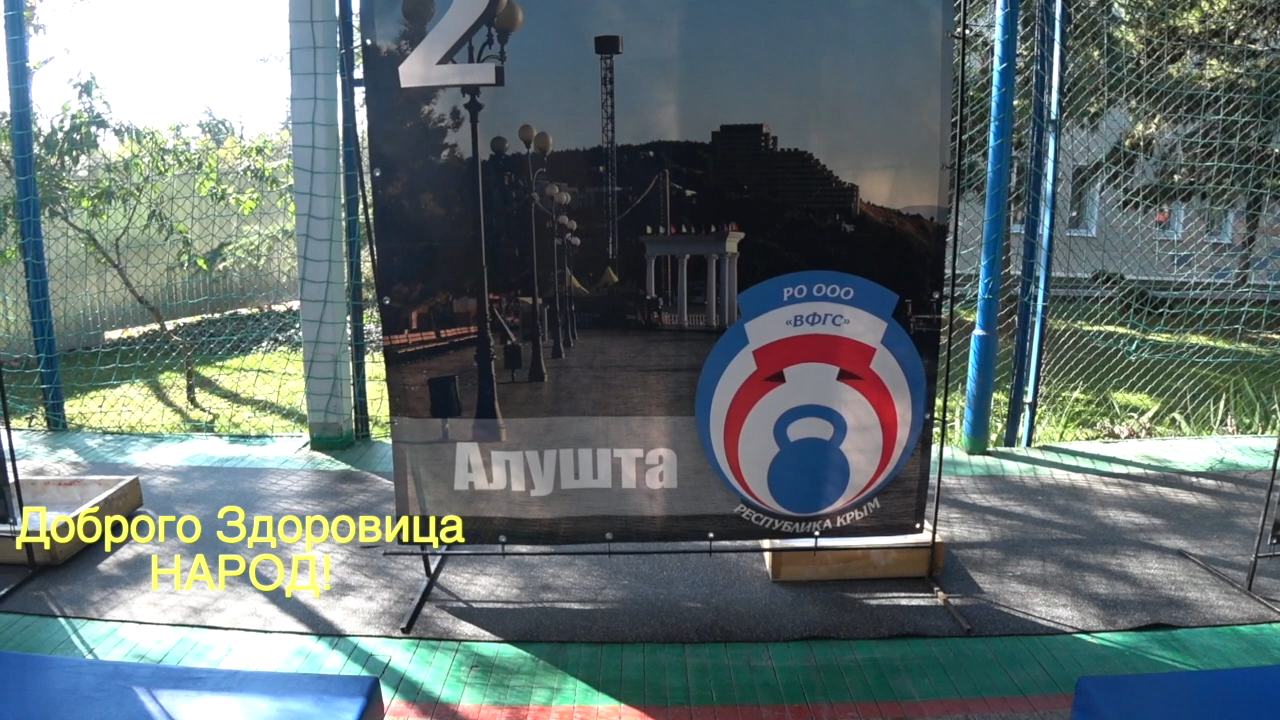 2
РО ООО
«ВФГС»
Алушта
РЕСПУБЛИКА КРЫМ
Доброго Здоровица
НАРОД!